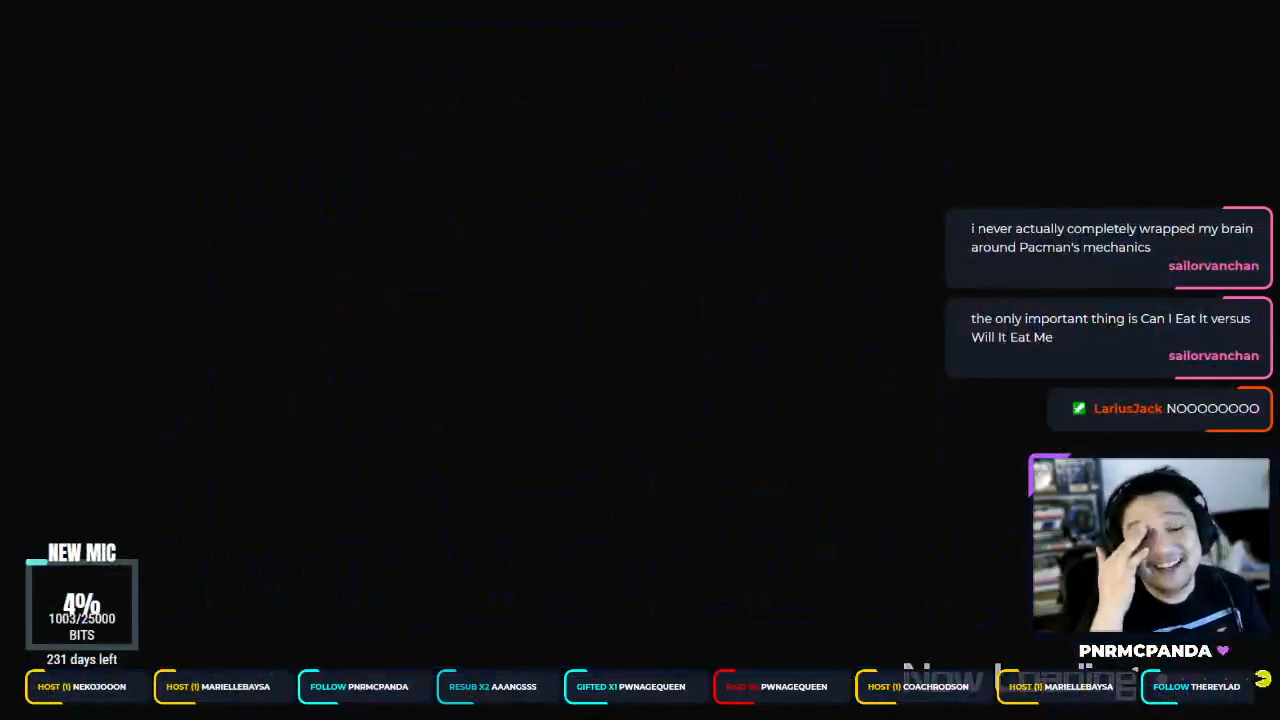 i never actually completely wrapped my brain
around Pacman's mechanics
sailorvanchan
the only important thing is Can I Eat It versus
Will It Eat Me
sailorvanchan
LariusJack NOOOOOOOO
NEW MIC
4%
1003/25000
BITS
231 days left
PNRMCPANDA
Now Loading
HOST (1) NEKOJOOON
HOST (1) MARIELLEBAYSA
FOLLOW PNRMCPANDA
RESUB X2 AAANGSSS
GIFTED X1 PWNAGEQUEEN
RAID PWNAGEQUEEN
HOST (1) COACHRODSON
HOST (1) MARIELLEBAYSA
FOLLOW THEREYLAD